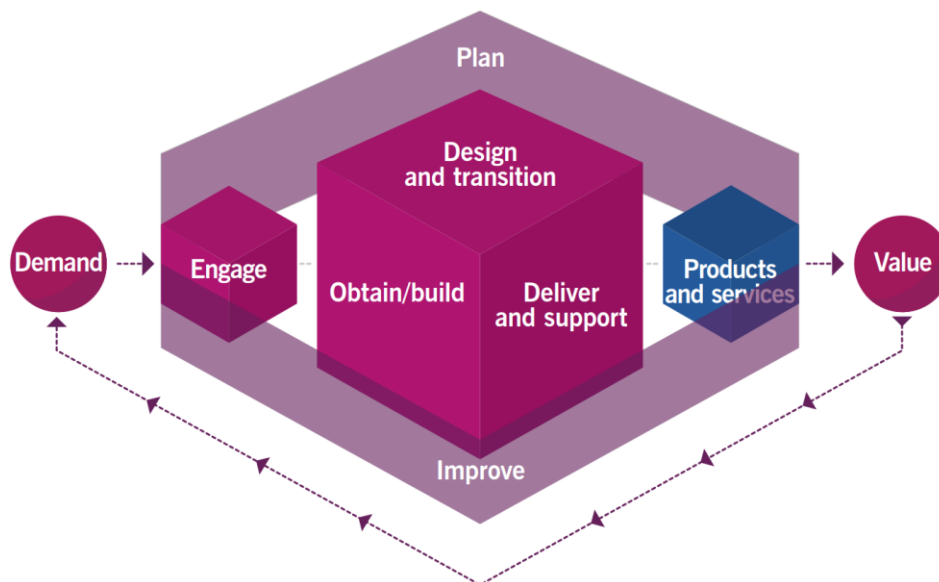 Plan
Design
and transition
Demand
Engage
Obtain/build
Deliver
and support
Products
and services
Value
Improve